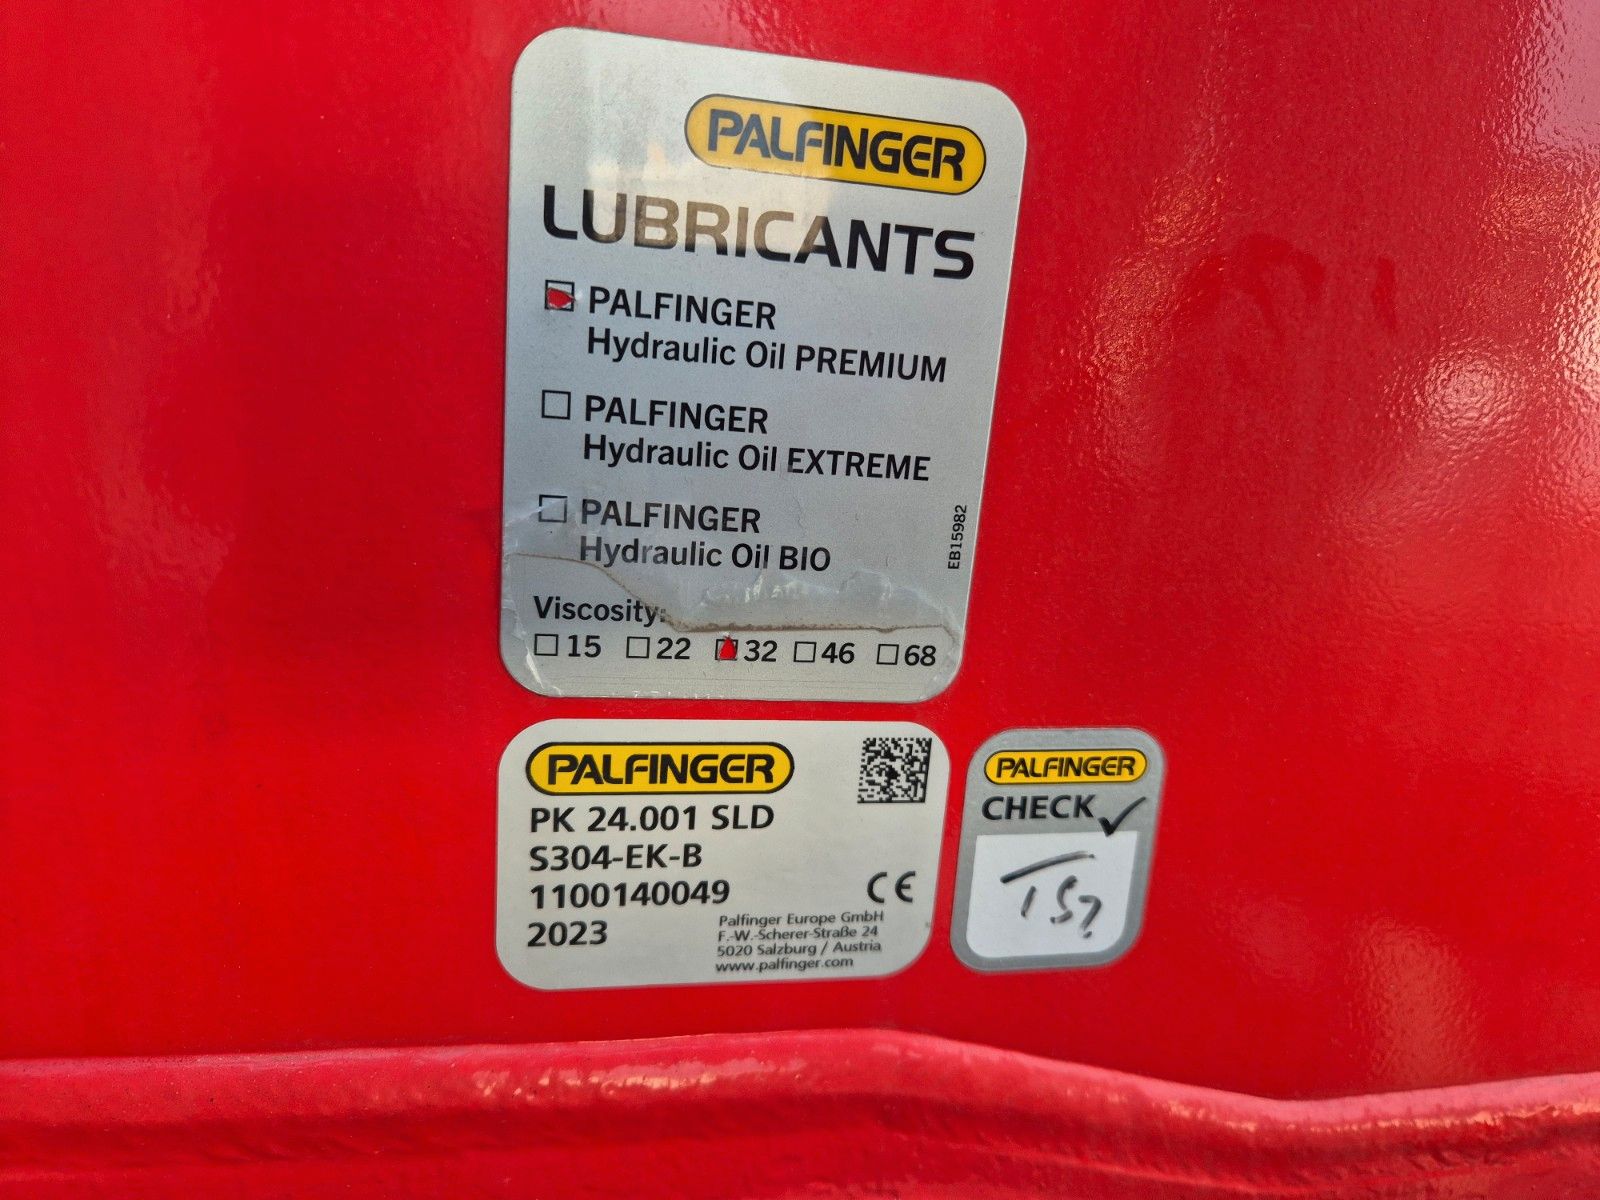 PALFINGER
LUBRICANTS
PALFINGER
Hydraulic Oil PREMIUM
PALFINGER
Hydraulic Oil EXTREME
PALFINGER
Hydraulic Oil BIO
EB15982
Viscosity:
15 22 32 46 68
PALFINGER
PK 24.001 SLD
S304-EK-B
1100140049
2023
CE
Palfinger Europe GmbH
F.-W.-Scherer-Straße 24
5020 Salzburg / Austria
www.palfinger.com
PALFINGER
CHECK